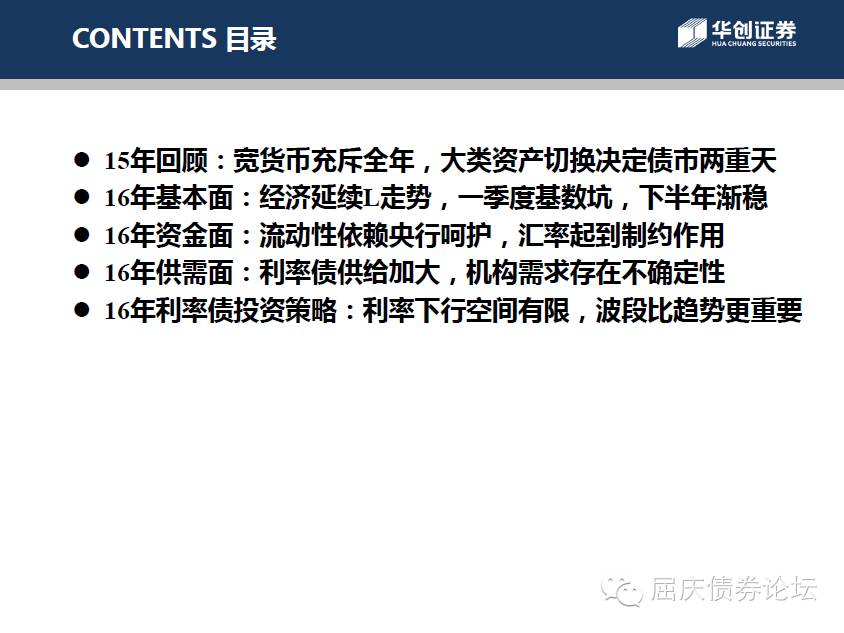 CONTENTS 目录
华创证券
HUA CHUANG SECURITIES
● 15年回顾：宽货币充斥全年，大类资产切换决定债市两重天
● 16年基本面：经济延续L走势，一季度基数坑，下半年渐稳
● 16年资金面：流动性依赖央行呵护，汇率起到制约作用
● 16年供需面：利率债供给加大，机构需求存在不确定性
● 16年利率债投资策略：利率下行空间有限，波段比趋势更重要
屈庆债券论坛